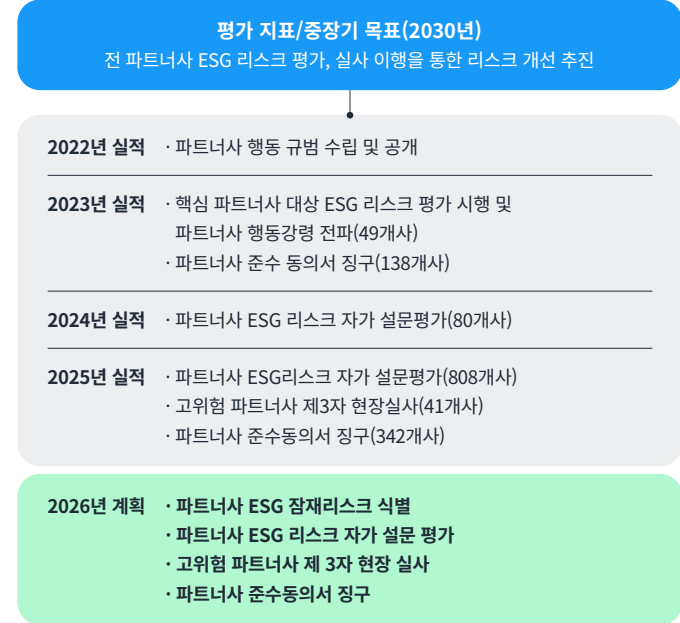 평가 지표/중장기 목표(2030년)
전 파트너사 ESG 리스크 평가, 실사 이행을 통한 리스크 개선 추진
2022년 실적 · 파트너사 행동 규범 수립 및 공개
2023년 실적 · 핵심 파트너사 대상 ESG 리스크 평가 시행 및
파트너사 행동강령 전파(49개사)
· 파트너사 준수 동의서 징구(138개사)
2024년 실적 · 파트너사 ESG 리스크 자가 설문평가(80개사)
2025년 실적 · 파트너사 ESG리스크 자가 설문평가(808개사)
· 고위험 파트너사 제3자 현장실사(41개사)
· 파트너사 준수동의서 징구(342개사)
2026년 계획 · 파트너사 ESG 잠재리스크 식별
· 파트너사 ESG 리스크 자가 설문 평가
· 고위험 파트너사 제 3자 현장 실사
· 파트너사 준수동의서 징구